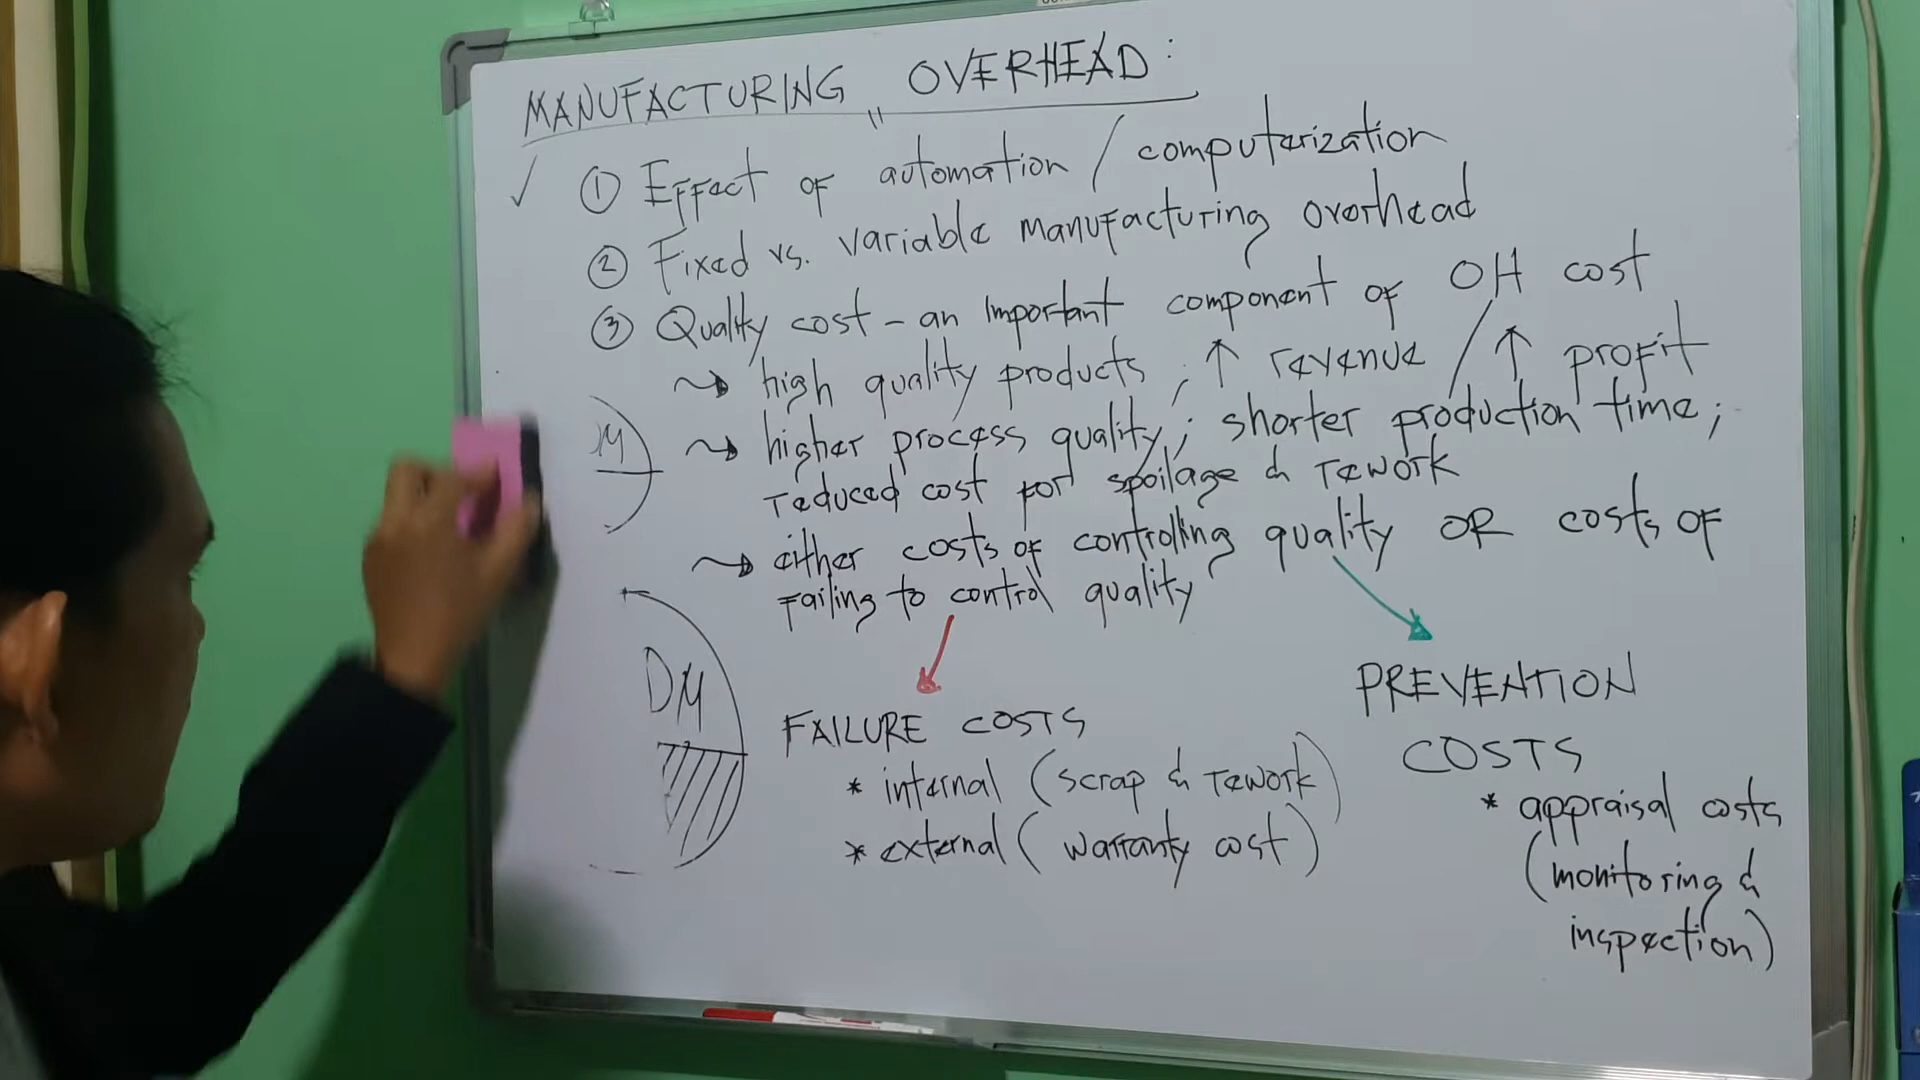 MANUFACTURING OVERHEAD:
✓ ① Effect of automation / computerization
② Fixed vs. variable manufacturing overhead
③ Quality cost - an important component of OH cost
↝ high quality products ; ↑ revenue / ↑ profit
↝ higher process quality ; shorter production time ;
reduced cost for spoilage & rework
↝ either costs of controlling quality OR costs of
failing to control quality
M
DM
FAILURE COSTS
* internal (scrap & rework)
* external (warranty cost)
PREVENTION
COSTS
* appraisal costs
(monitoring &
inspection)